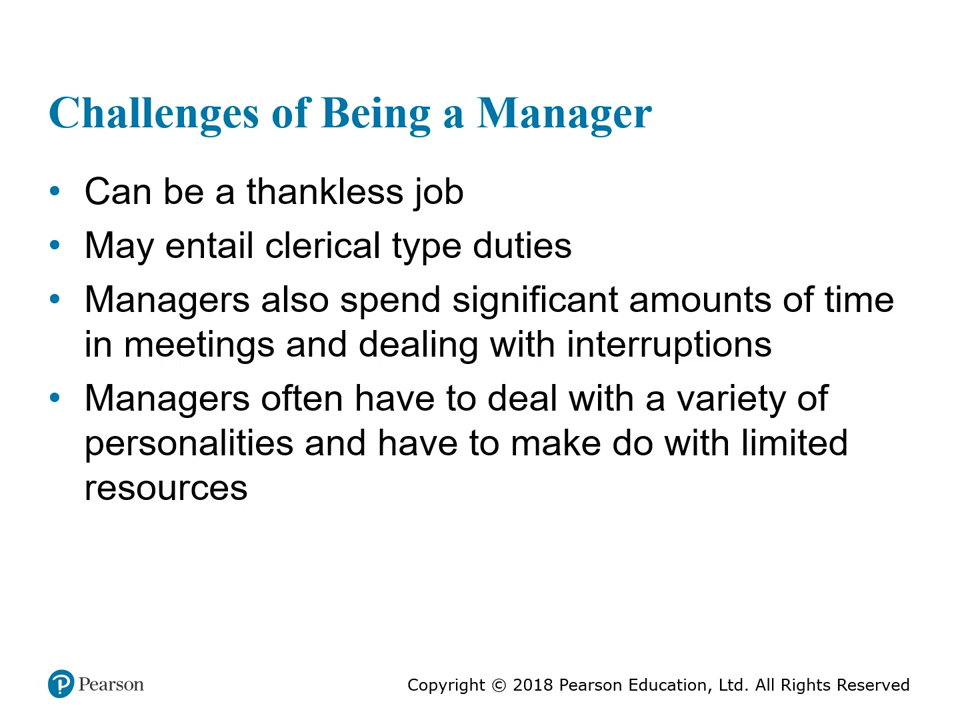 Challenges of Being a Manager
• Can be a thankless job
• May entail clerical type duties
• Managers also spend significant amounts of time
in meetings and dealing with interruptions
• Managers often have to deal with a variety of
personalities and have to make do with limited
resources
Pearson
Copyright © 2018 Pearson Education, Ltd. All Rights Reserved